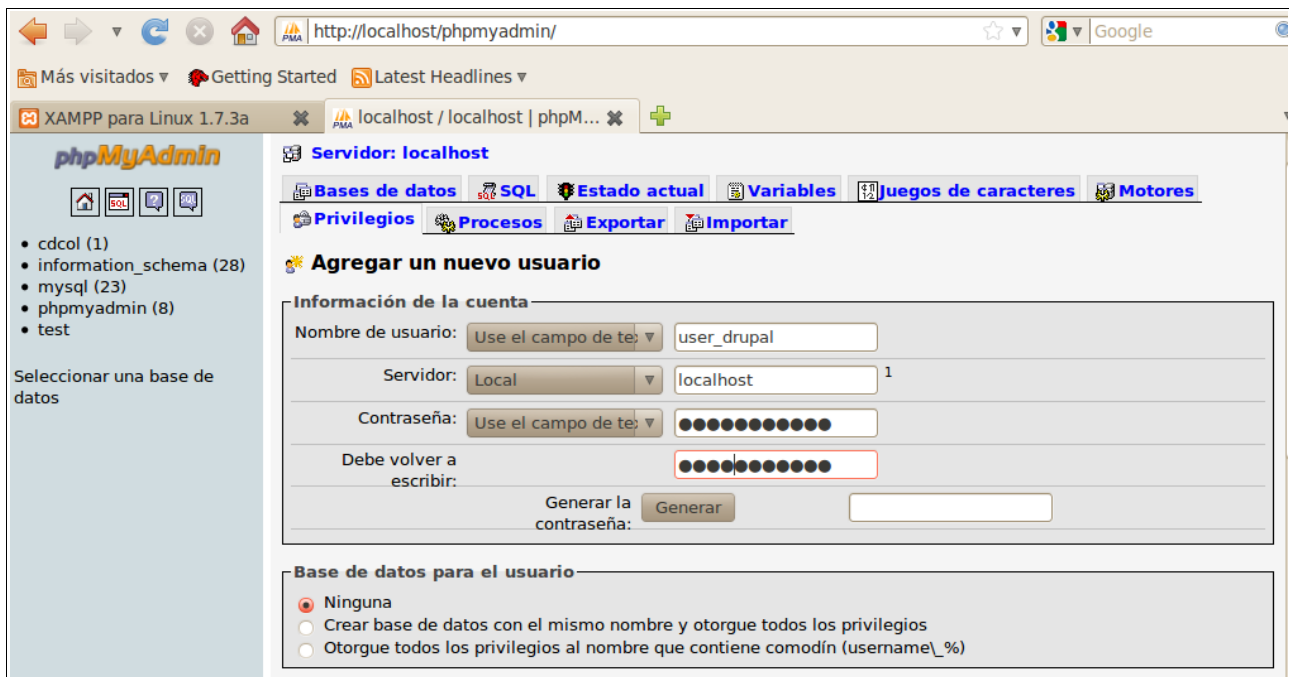 http://localhost/phpmyadmin/
Google
Más visitados
Getting Started
Latest Headlines
XAMPP para Linux 1.7.3a
localhost / localhost | phpM...
phpMyAdmin
SQL
SQL
cdcol (1)
information_schema (28)
mysql (23)
phpmyadmin (8)
test
Seleccionar una base de
datos
Servidor: localhost
Bases de datos SQL Estado actual Variables Juegos de caracteres Motores
Privilegios Procesos Exportar Importar
Agregar un nuevo usuario
Información de la cuenta
Nombre de usuario: Use el campo de te user_drupal
Servidor: Local localhost 1
Contraseña: Use el campo de te ●●●●●●●●●●●
Debe volver a
escribir: ●●●●●●●●●●●
Generar la
contraseña: Generar
Base de datos para el usuario
Ninguna
Crear base de datos con el mismo nombre y otorgue todos los privilegios
Otorgue todos los privilegios al nombre que contiene comodín (username\_%)